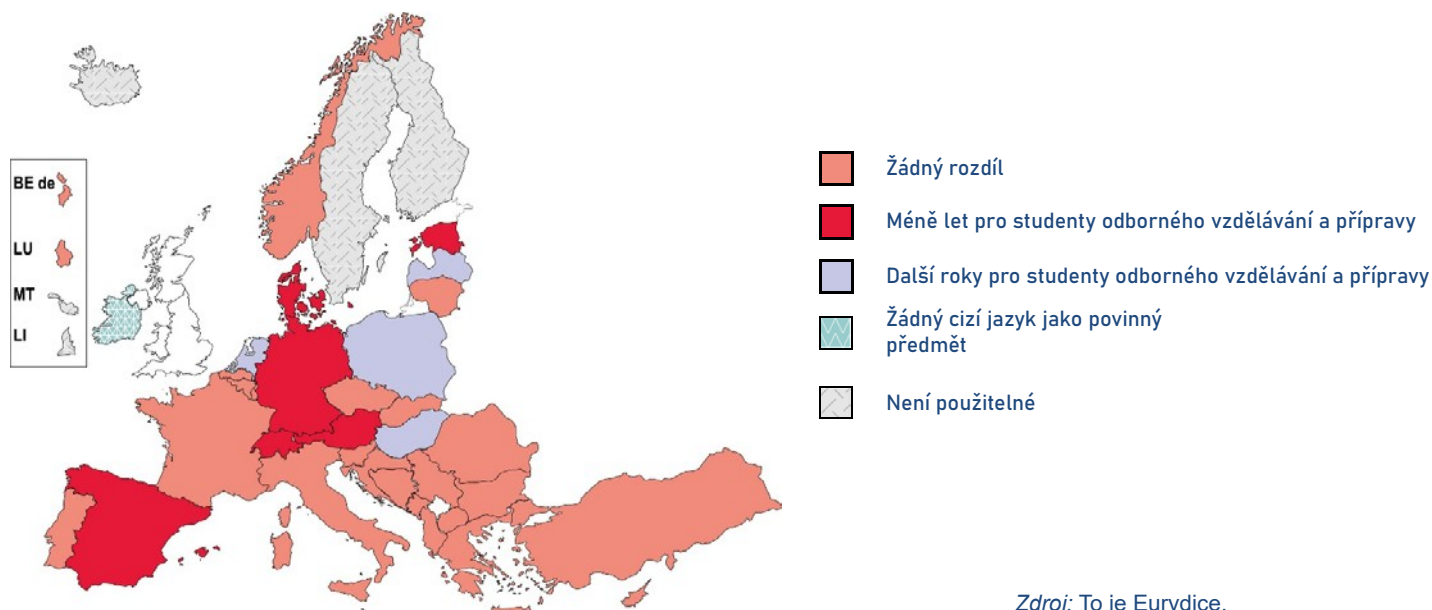 BE de
LU
MT
LI
Žádný rozdíl
Méně let pro studenty odborného vzdělávání a přípravy
Další roky pro studenty odborného vzdělávání a přípravy
Žádný cizí jazyk jako povinný
předmět
Není použitelné
Zdroj: To je Eurydice.